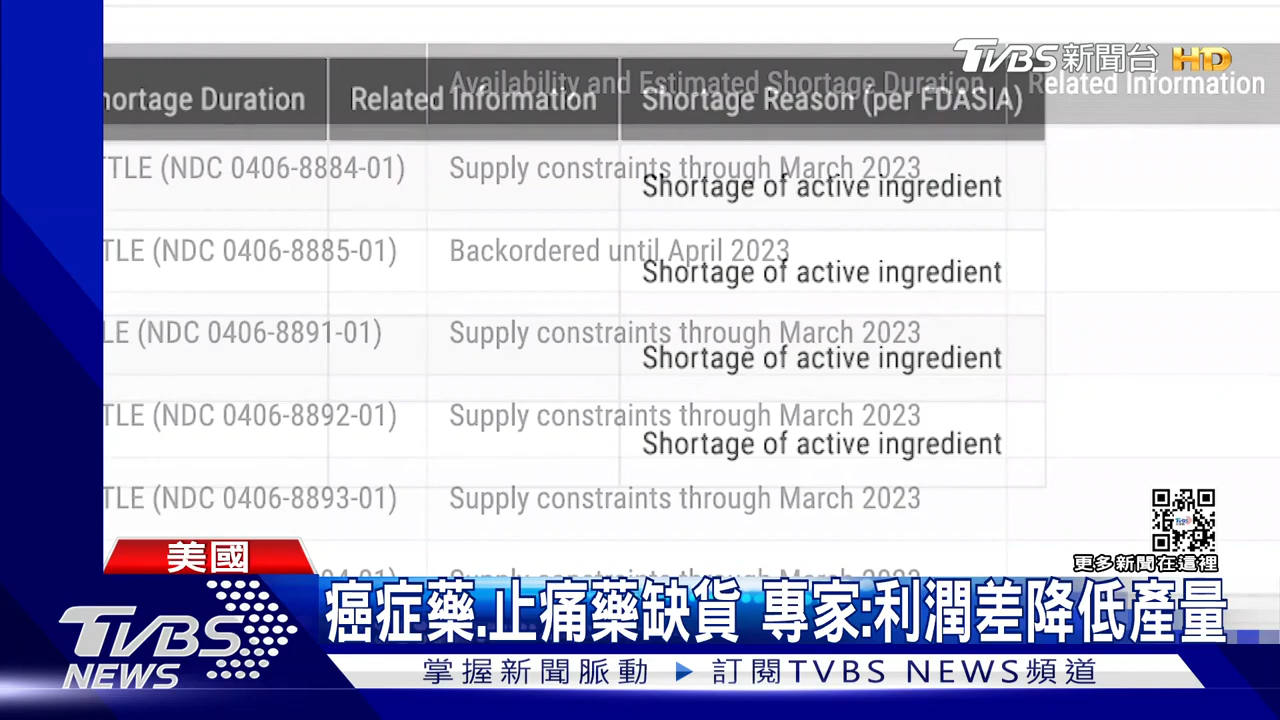 TVBS新聞台 HD
Availability and Estimated Shortage Duration
Related Information
hortage Duration
Related Information
Shortage Reason (per FDASIA)
TTLE (NDC 0406-8884-01)
Supply constraints through March 2023
Shortage of active ingredient
TLE (NDC 0406-8885-01)
Backordered until April 2023
Shortage of active ingredient
LE (NDC 0406-8891-01)
Supply constraints through March 2023
Shortage of active ingredient
TLE (NDC 0406-8892-01)
Supply constraints through March 2023
Shortage of active ingredient
TLE (NDC 0406-8893-01)
Supply constraints through March 2023
更多新聞在這裡
美國
癌症藥.止痛藥缺貨 專家:利潤差降低產量
TVBS NEWS
掌握新聞脈動 ▶ 訂閱TVBS NEWS頻道